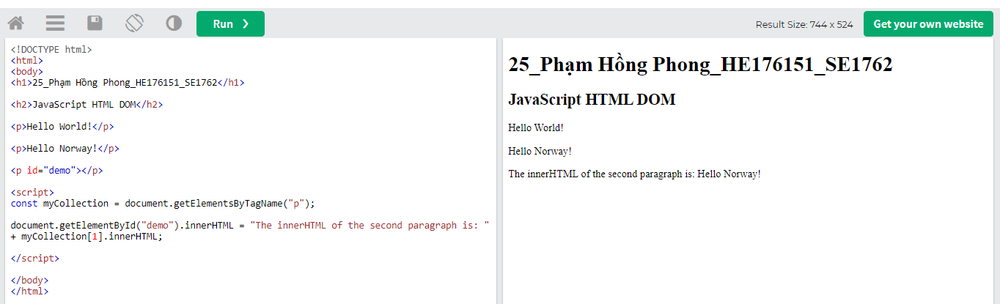 Run ❯
Result Size: 744 x 524
Get your own website
<!DOCTYPE html>
<html>
<body>
<h1>25_Phạm Hồng Phong_HE176151_SE1762</h1>
<h2>JavaScript HTML DOM</h2>
<p>Hello World!</p>
<p>Hello Norway!</p>
<p id="demo"></p>
<script>
const myCollection = document.getElementsByTagName("p");
document.getElementById("demo").innerHTML = "The innerHTML of the second paragraph is: "
+ myCollection[1].innerHTML;
</script>
</body>
</html>
25_Phạm Hồng Phong_HE176151_SE1762
JavaScript HTML DOM
Hello World!
Hello Norway!
The innerHTML of the second paragraph is: Hello Norway!